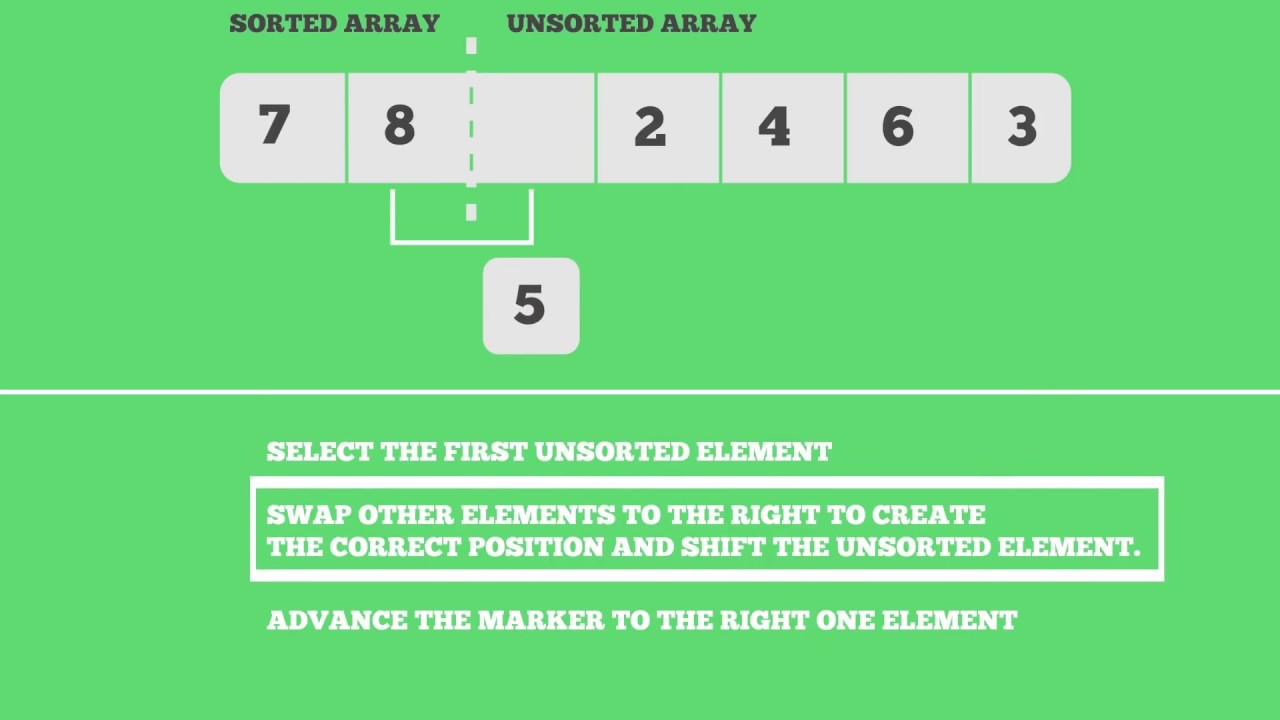 SORTED ARRAY UNSORTED ARRAY
7 8 2 4 6 3
5
SELECT THE FIRST UNSORTED ELEMENT
SWAP OTHER ELEMENTS TO THE RIGHT TO CREATE
THE CORRECT POSITION AND SHIFT THE UNSORTED ELEMENT.
ADVANCE THE MARKER TO THE RIGHT ONE ELEMENT